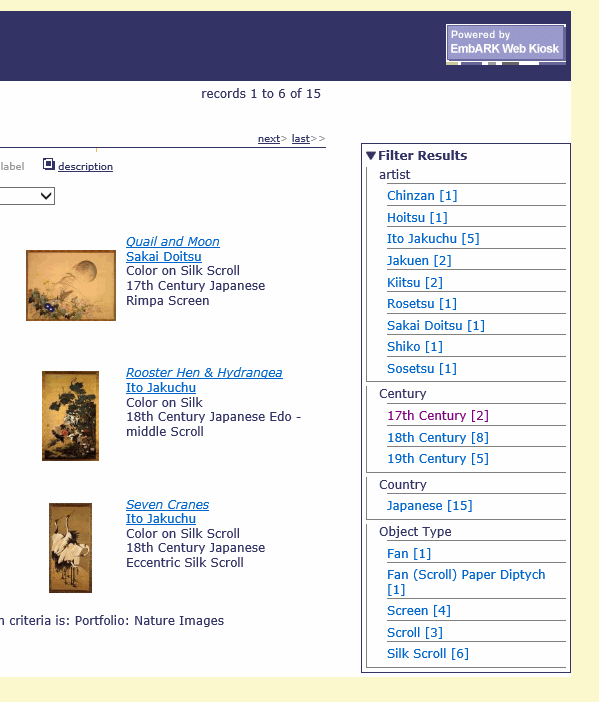 Powered by
EmbARK Web Kiosk
records 1 to 6 of 15
next> last>>
label description
Quail and Moon
Sakai Doitsu
Color on Silk Scroll
17th Century Japanese
Rimpa Screen
Rooster Hen & Hydrangea
Ito Jakuchu
Color on Silk
18th Century Japanese Edo -
middle Scroll
Seven Cranes
Ito Jakuchu
Color on Silk Scroll
18th Century Japanese
Eccentric Silk Scroll
n criteria is: Portfolio: Nature Images
Filter Results
artist
Chinzan [1]
Hoitsu [1]
Ito Jakuchu [5]
Jakuen [2]
Kiitsu [2]
Rosetsu [1]
Sakai Doitsu [1]
Shiko [1]
Sosetsu [1]
Century
17th Century [2]
18th Century [8]
19th Century [5]
Country
Japanese [15]
Object Type
Fan [1]
Fan (Scroll) Paper Diptych
[1]
Screen [4]
Scroll [3]
Silk Scroll [6]